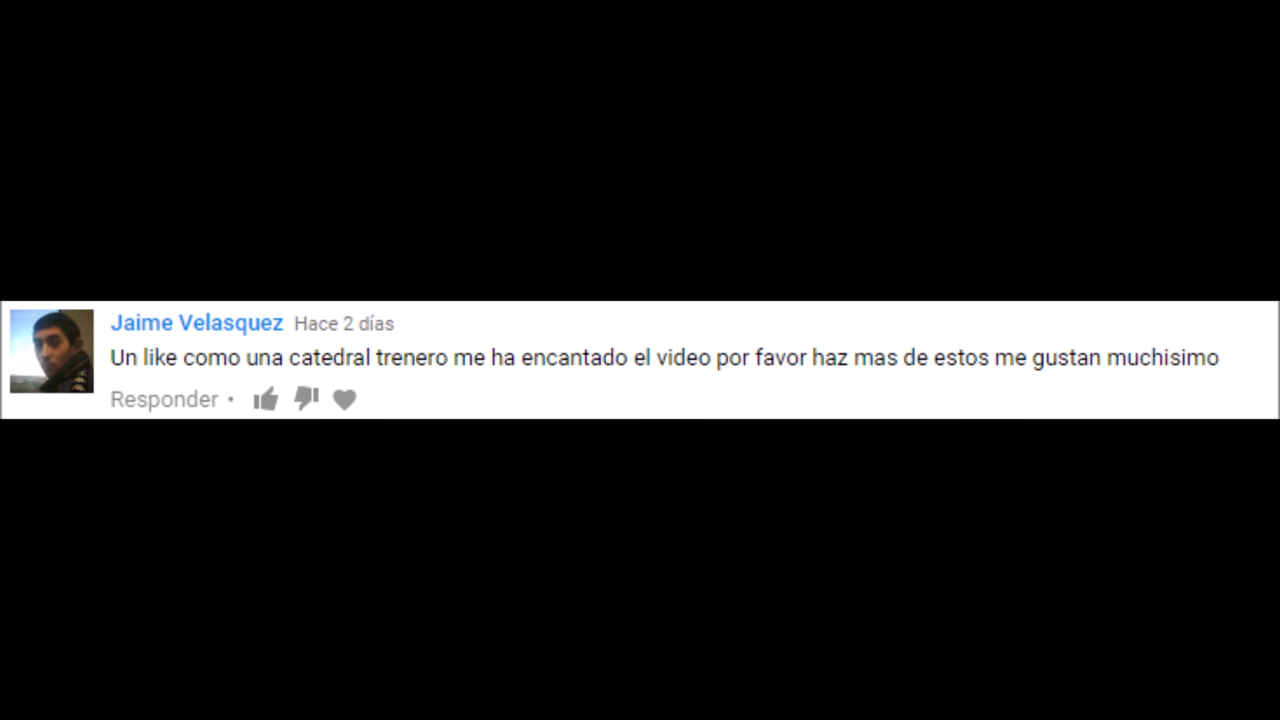 Jaime Velasquez Hace 2 días
Un like como una catedral trenero me ha encantado el video por favor haz mas de estos me gustan muchisimo
Responder •